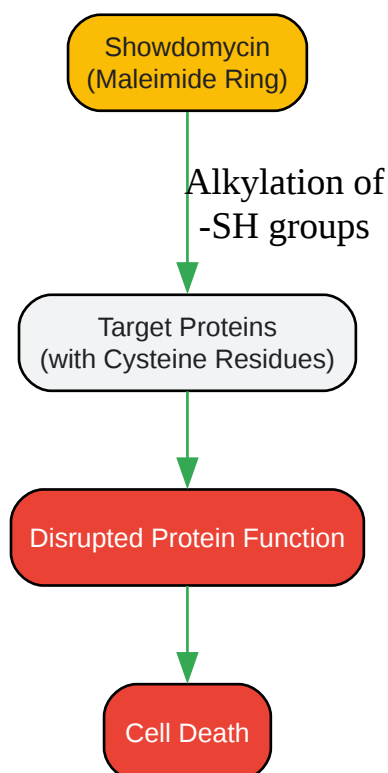 Showdomycin
(Maleimide Ring)
Alkylation of
-SH groups
Target Proteins
(with Cysteine Residues)
Disrupted Protein Function
Cell Death